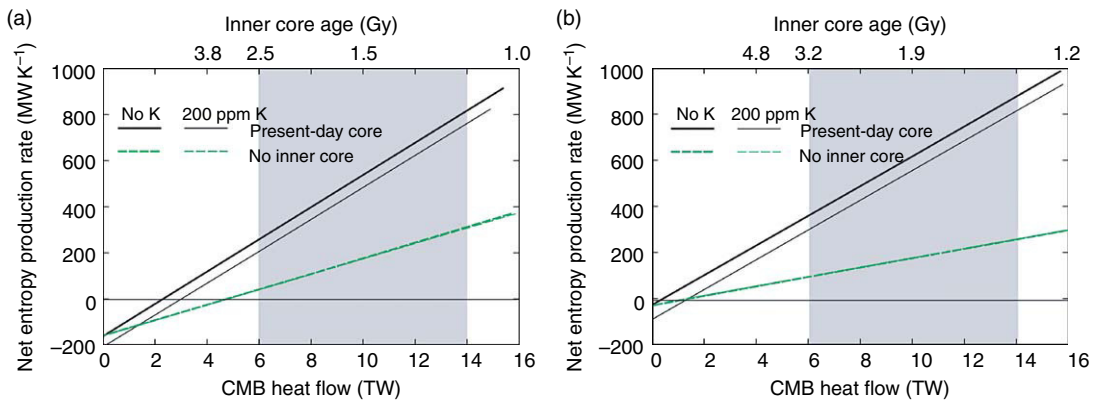 (a)
Inner core age (Gy)
3.8 2.5 1.5 1.0
1000
800
600
400
200
0
−200
Net entropy production rate (MW K⁻¹)
No K 200 ppm K
Present-day core
No inner core
0 2 4 6 8 10 12 14 16
CMB heat flow (TW)
(b)
Inner core age (Gy)
4.8 3.2 1.9 1.2
1000
800
600
400
200
0
−200
Net entropy production rate (MW K⁻¹)
No K 200 ppm K
Present-day core
No inner core
0 2 4 6 8 10 12 14 16
CMB heat flow (TW)